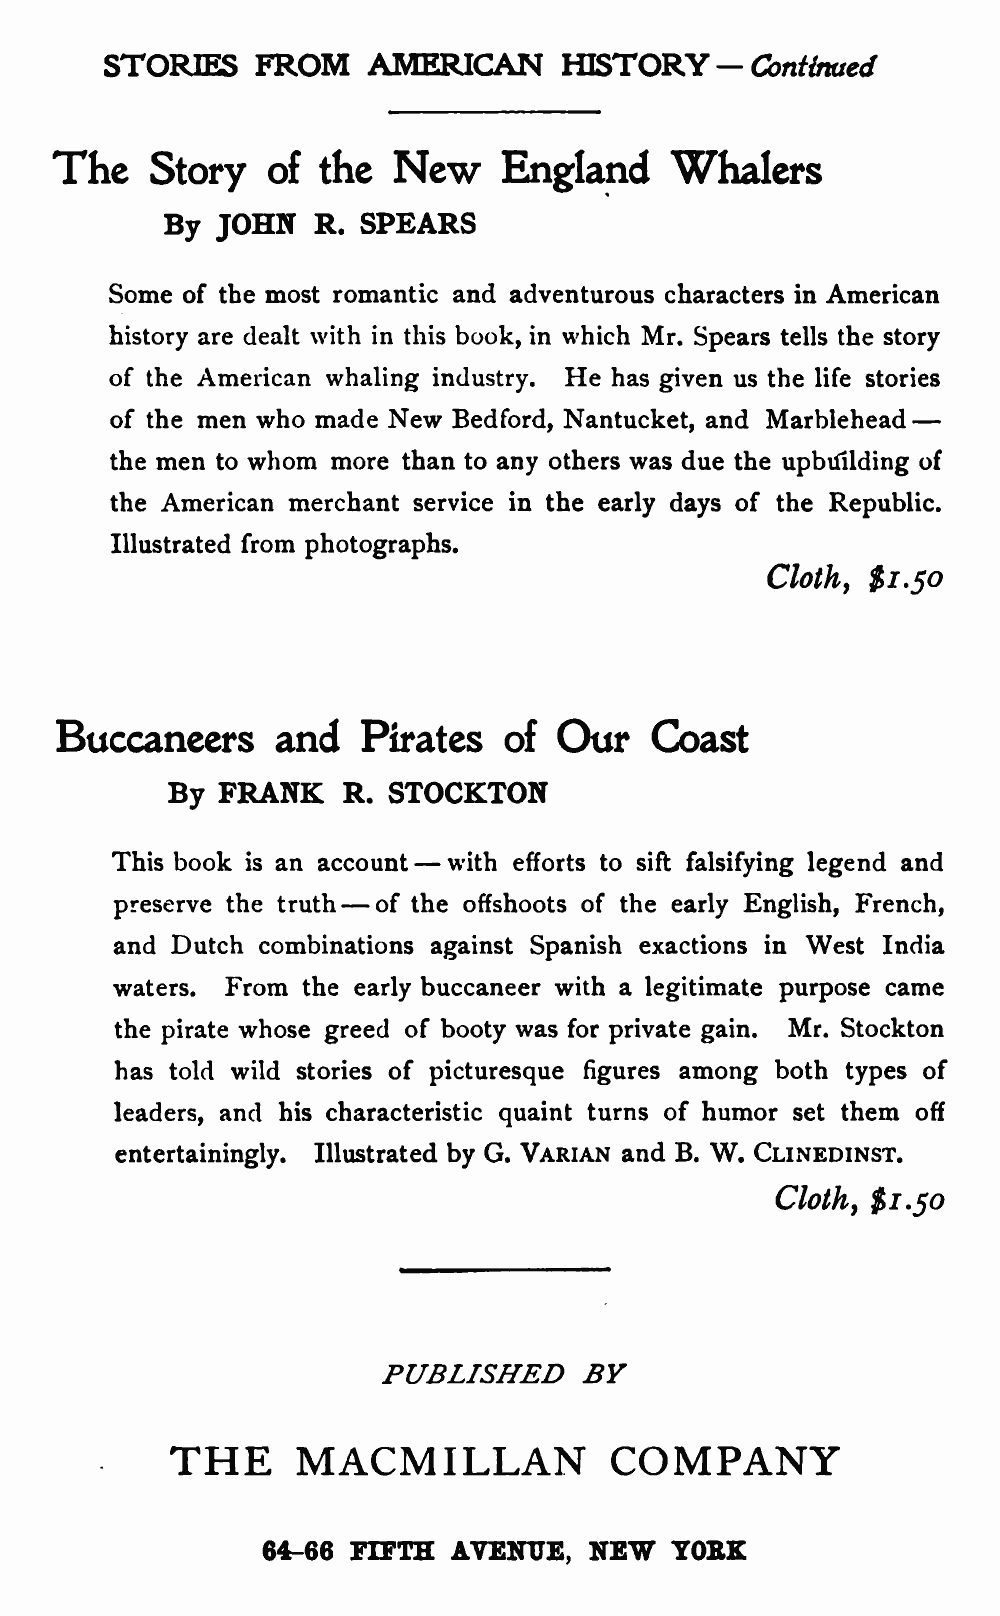 STORIES FROM AMERICAN HISTORY — Continued
The Story of the New England Whalers
By JOHN R. SPEARS
Some of the most romantic and adventurous characters in American
history are dealt with in this book, in which Mr. Spears tells the story
of the American whaling industry. He has given us the life stories
of the men who made New Bedford, Nantucket, and Marblehead —
the men to whom more than to any others was due the upbuilding of
the American merchant service in the early days of the Republic.
Illustrated from photographs.
Cloth, $1.50
Buccaneers and Pirates of Our Coast
By FRANK R. STOCKTON
This book is an account — with efforts to sift falsifying legend and
preserve the truth — of the offshoots of the early English, French,
and Dutch combinations against Spanish exactions in West India
waters. From the early buccaneer with a legitimate purpose came
the pirate whose greed of booty was for private gain. Mr. Stockton
has told wild stories of picturesque figures among both types of
leaders, and his characteristic quaint turns of humor set them off
entertainingly. Illustrated by G. VARIAN and B. W. CLINEDINST.
Cloth, $1.50
PUBLISHED BY
THE MACMILLAN COMPANY
64–66 FIFTH AVENUE, NEW YORK